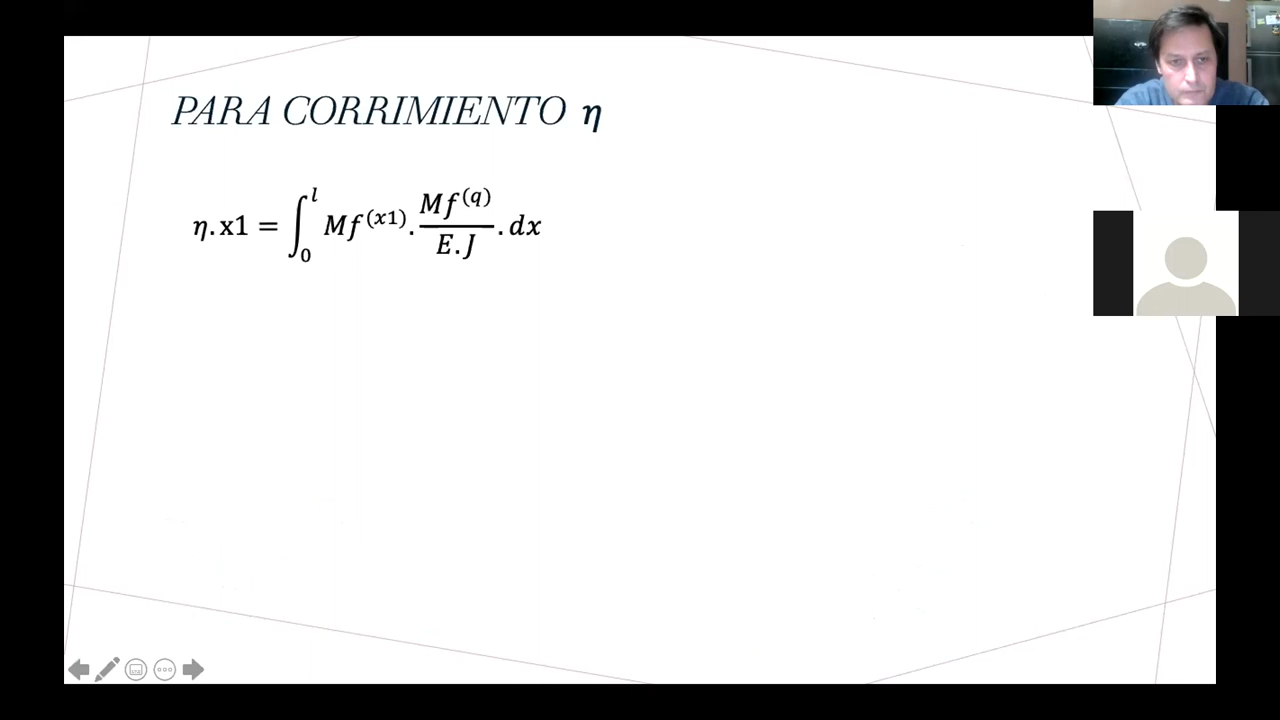 PARA CORRIMIENTO η
η.x1 = ∫₀ˡ Mf⁽ˣ¹⁾. Mf⁽q⁾/E.J .dx